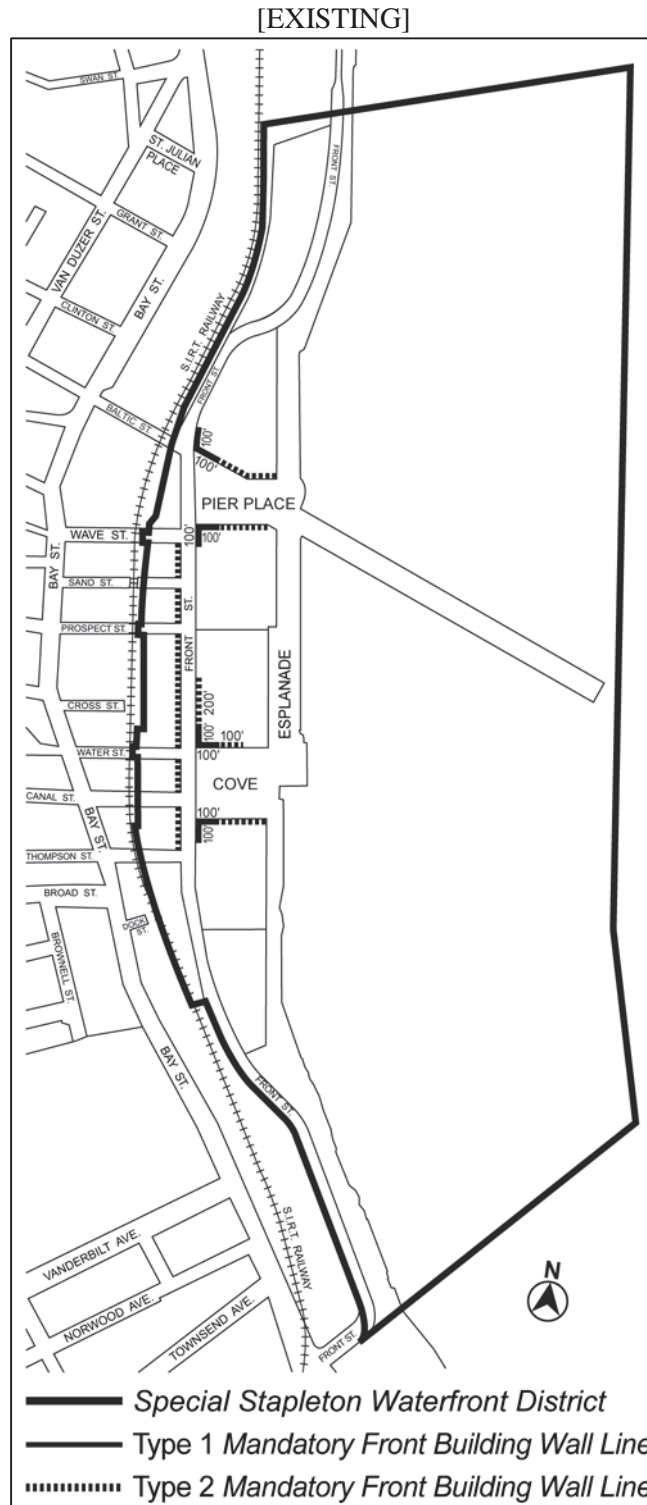 [EXISTING]
SWAN ST.
ST. JULIAN
PLACE
FRONT ST.
GRANT ST.
VAN DUZER ST.
BAY ST.
CLINTON ST.
S.I.R.T. RAILWAY
FRONT ST.
BALTIC ST.
100'
100'
PIER PLACE
WAVE ST.
100'
100'
BAY ST.
SAND ST.
ST.
PROSPECT ST.
FRONT
ESPLANADE
CROSS ST.
200'
100'
100'
WATER ST.
100'
COVE
CANAL ST.
100'
100'
BAY ST.
THOMPSON ST.
BROAD ST.
DOCK
ST.
BROWNELL ST.
BAY ST.
FRONT ST.
S.I.R.T. RAILWAY
VANDERBILT AVE.
N
NORWOOD AVE.
TOWNSEND AVE.
FRONT ST.
Special Stapleton Waterfront District
Type 1 Mandatory Front Building Wall Line
Type 2 Mandatory Front Building Wall Line